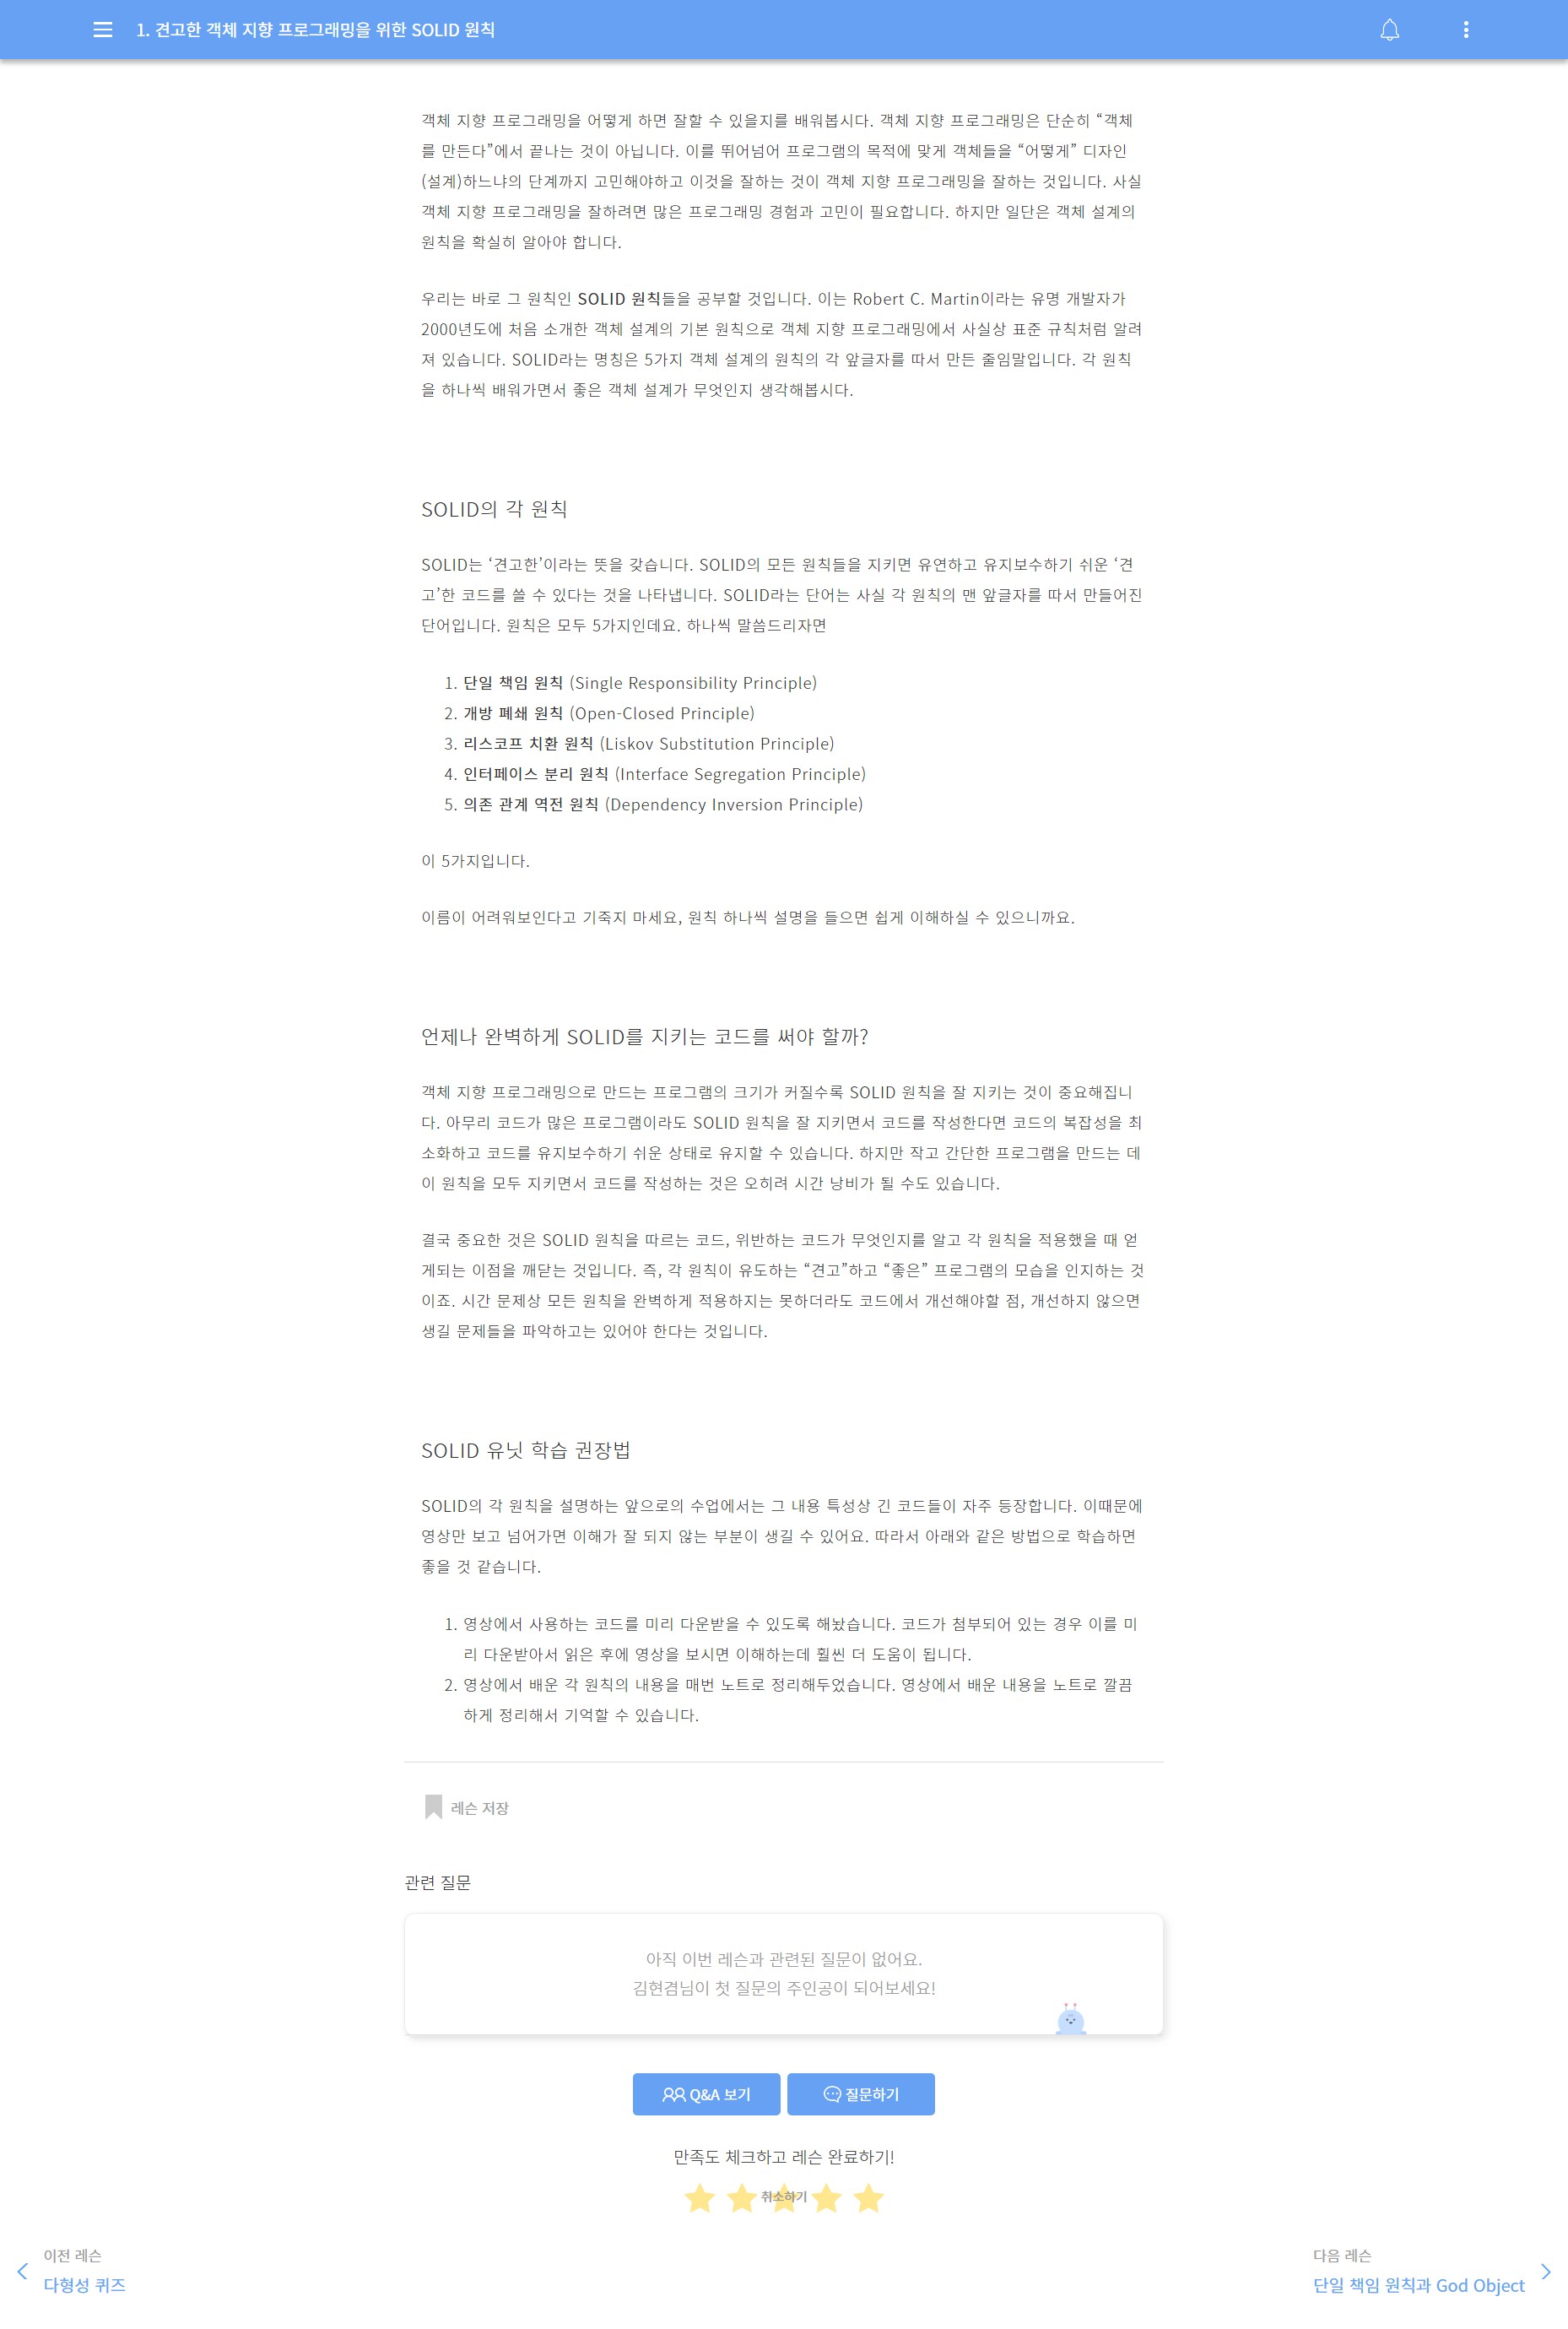 1. 견고한 객체 지향 프로그래밍을 위한 SOLID 원칙
객체 지향 프로그래밍을 어떻게 하면 잘할 수 있을지를 배워봅시다. 객체 지향 프로그래밍은 단순히 “객체
를 만든다”에서 끝나는 것이 아닙니다. 이를 뛰어넘어 프로그램의 목적에 맞게 객체들을 “어떻게” 디자인
(설계)하느냐의 단계까지 고민해야하고 이것을 잘하는 것이 객체 지향 프로그래밍을 잘하는 것입니다. 사실
객체 지향 프로그래밍을 잘하려면 많은 프로그래밍 경험과 고민이 필요합니다. 하지만 일단은 객체 설계의
원칙을 확실히 알아야 합니다.
우리는 바로 그 원칙인 SOLID 원칙들을 공부할 것입니다. 이는 Robert C. Martin이라는 유명 개발자가
2000년도에 처음 소개한 객체 설계의 기본 원칙으로 객체 지향 프로그래밍에서 사실상 표준 규칙처럼 알려
져 있습니다. SOLID라는 명칭은 5가지 객체 설계의 원칙의 각 앞글자를 따서 만든 줄임말입니다. 각 원칙
을 하나씩 배워가면서 좋은 객체 설계가 무엇인지 생각해봅시다.
SOLID의 각 원칙
SOLID는 ‘견고한’이라는 뜻을 갖습니다. SOLID의 모든 원칙들을 지키면 유연하고 유지보수하기 쉬운 ‘견
고’한 코드를 쓸 수 있다는 것을 나타냅니다. SOLID라는 단어는 사실 각 원칙의 맨 앞글자를 따서 만들어진
단어입니다. 원칙은 모두 5가지인데요. 하나씩 말씀드리자면
1. 단일 책임 원칙 (Single Responsibility Principle)
2. 개방 폐쇄 원칙 (Open-Closed Principle)
3. 리스코프 치환 원칙 (Liskov Substitution Principle)
4. 인터페이스 분리 원칙 (Interface Segregation Principle)
5. 의존 관계 역전 원칙 (Dependency Inversion Principle)
이 5가지입니다.
이름이 어려워보인다고 기죽지 마세요, 원칙 하나씩 설명을 들으면 쉽게 이해하실 수 있으니까요.
언제나 완벽하게 SOLID를 지키는 코드를 써야 할까?
객체 지향 프로그래밍으로 만드는 프로그램의 크기가 커질수록 SOLID 원칙을 잘 지키는 것이 중요해집니
다. 아무리 코드가 많은 프로그램이라도 SOLID 원칙을 잘 지키면서 코드를 작성한다면 코드의 복잡성을 최
소화하고 코드를 유지보수하기 쉬운 상태로 유지할 수 있습니다. 하지만 작고 간단한 프로그램을 만드는 데
이 원칙을 모두 지키면서 코드를 작성하는 것은 오히려 시간 낭비가 될 수도 있습니다.
결국 중요한 것은 SOLID 원칙을 따르는 코드, 위반하는 코드가 무엇인지를 알고 각 원칙을 적용했을 때 얻
게되는 이점을 깨닫는 것입니다. 즉, 각 원칙이 유도하는 “견고”하고 “좋은” 프로그램의 모습을 인지하는 것
이죠. 시간 문제상 모든 원칙을 완벽하게 적용하지는 못하더라도 코드에서 개선해야할 점, 개선하지 않으면
생길 문제들을 파악하고는 있어야 한다는 것입니다.
SOLID 유닛 학습 권장법
SOLID의 각 원칙을 설명하는 앞으로의 수업에서는 그 내용 특성상 긴 코드들이 자주 등장합니다. 이때문에
영상만 보고 넘어가면 이해가 잘 되지 않는 부분이 생길 수 있어요. 따라서 아래와 같은 방법으로 학습하면
좋을 것 같습니다.
1. 영상에서 사용하는 코드를 미리 다운받을 수 있도록 해놨습니다. 코드가 첨부되어 있는 경우 이를 미
리 다운받아서 읽은 후에 영상을 보시면 이해하는데 훨씬 더 도움이 됩니다.
2. 영상에서 배운 각 원칙의 내용을 매번 노트로 정리해두었습니다. 영상에서 배운 내용을 노트로 깔끔
하게 정리해서 기억할 수 있습니다.
레슨 저장
관련 질문
아직 이번 레슨과 관련된 질문이 없어요.
김현겸님이 첫 질문의 주인공이 되어보세요!
Q&A 보기 질문하기
만족도 체크하고 레슨 완료하기!
취소하기
이전 레슨
다형성 퀴즈
다음 레슨
단일 책임 원칙과 God Object